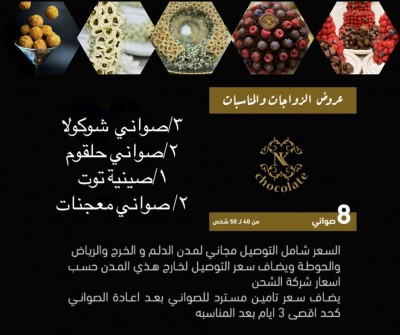 عروض الزواجات والمناسبات
٣/صواني شوكولا
٢/صواني حلقوم
١/صينية توت
٢/ صواني معجنات
NK
chocolate
8 صواني
من 40 لـ 50 شخص
السعر شامل التوصيل مجاني لمدن الدلم و الخرج والرياض
والحوطة ويضاف سعر التوصيل لخارج هذي المدن حسب
اسعار شركة الشحن
يضاف سعر تامين مسترد للصواني بعد اعادة الصواني
كحد اقصى 3 ايام بعد المناسبه